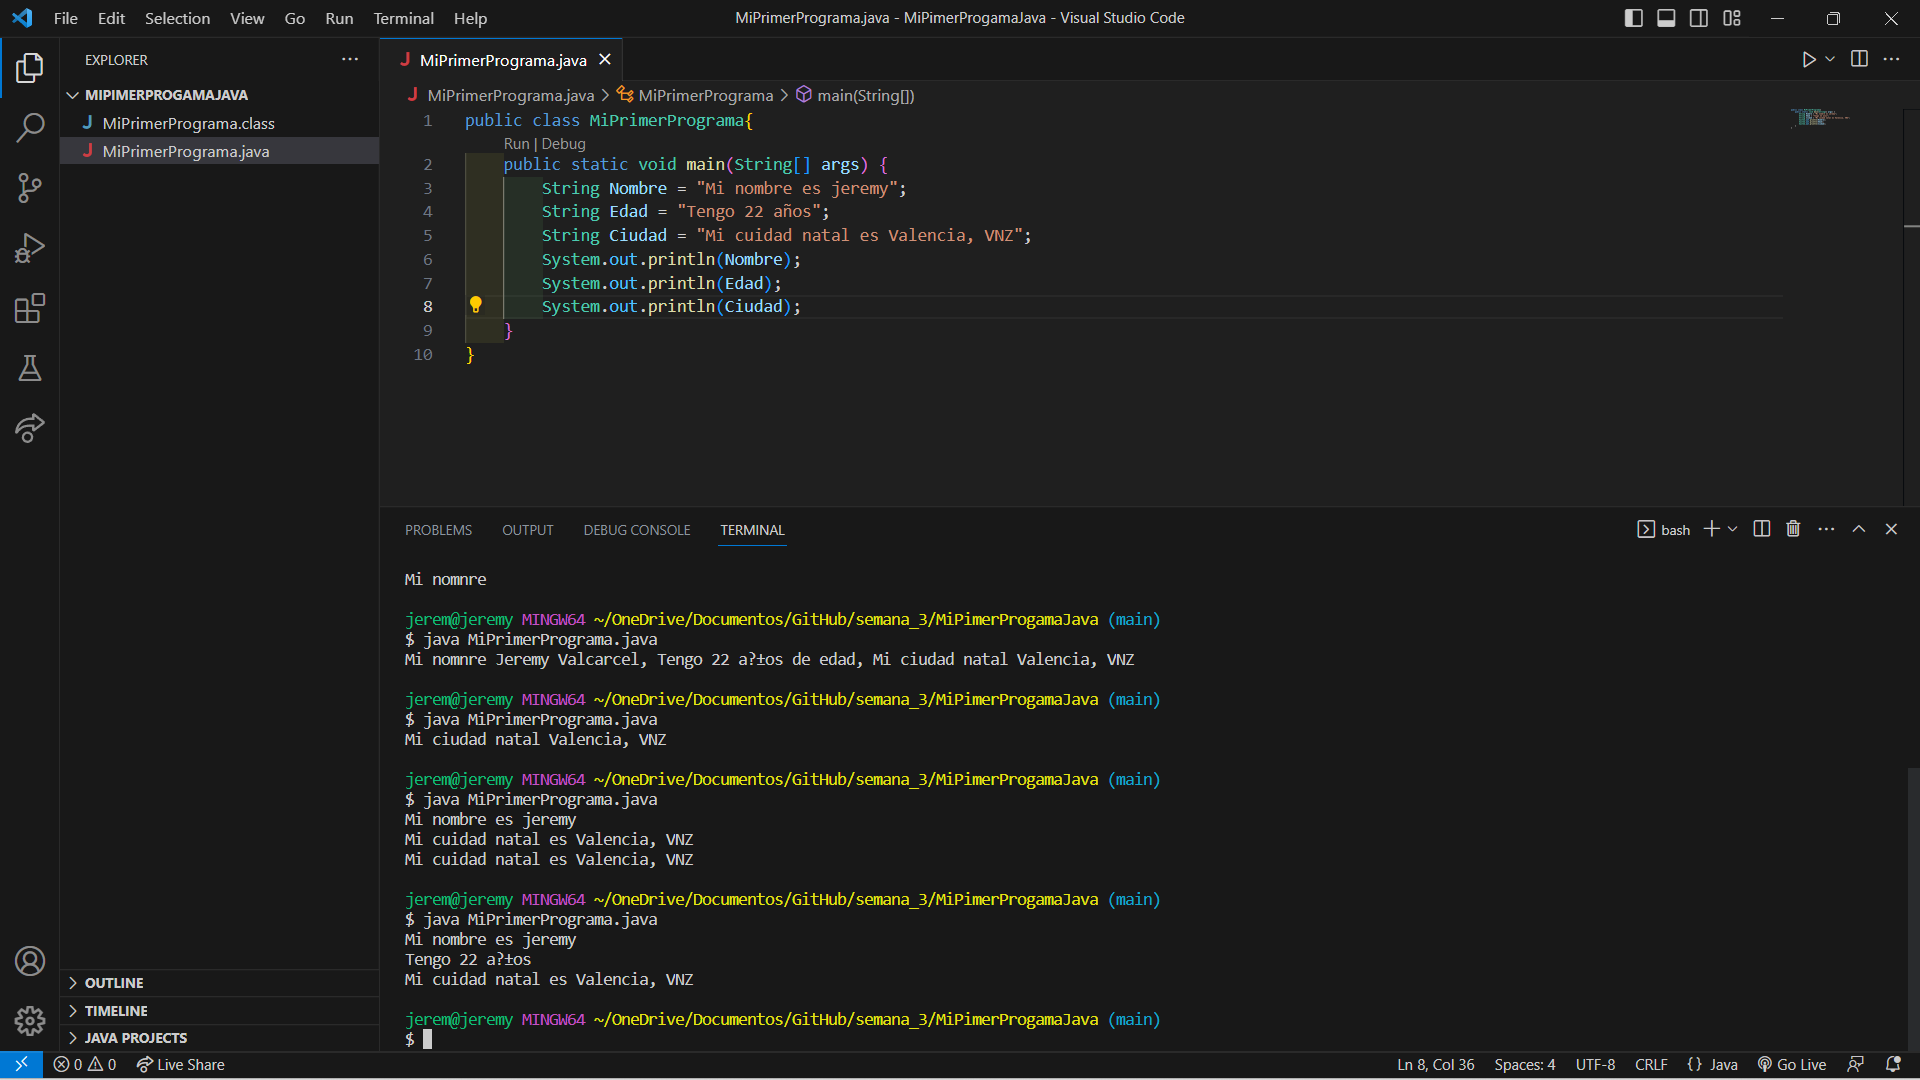 File Edit Selection View Go Run Terminal Help
MiPrimerPrograma.java - MiPimerProgamaJava - Visual Studio Code
EXPLORER
MIPIMERPROGAMAJAVA
MiPrimerPrograma.class
MiPrimerPrograma.java
OUTLINE
TIMELINE
JAVA PROJECTS
MiPrimerPrograma.java
MiPrimerPrograma.java > MiPrimerPrograma > main(String[])
1 public class MiPrimerPrograma{
Run | Debug
2 public static void main(String[] args) {
3 String Nombre = "Mi nombre es jeremy";
4 String Edad = "Tengo 22 años";
5 String Ciudad = "Mi cuidad natal es Valencia, VNZ";
6 System.out.println(Nombre);
7 System.out.println(Edad);
8 System.out.println(Ciudad);
9 }
10 }
PROBLEMS OUTPUT DEBUG CONSOLE TERMINAL
bash
Mi nomnre
jerem@jeremy MINGW64 ~/OneDrive/Documentos/GitHub/semana_3/MiPimerProgamaJava (main)
$ java MiPrimerPrograma.java
Mi nomnre Jeremy Valcarcel, Tengo 22 a?±os de edad, Mi ciudad natal Valencia, VNZ
jerem@jeremy MINGW64 ~/OneDrive/Documentos/GitHub/semana_3/MiPimerProgamaJava (main)
$ java MiPrimerPrograma.java
Mi ciudad natal Valencia, VNZ
jerem@jeremy MINGW64 ~/OneDrive/Documentos/GitHub/semana_3/MiPimerProgamaJava (main)
$ java MiPrimerPrograma.java
Mi nombre es jeremy
Mi cuidad natal es Valencia, VNZ
Mi cuidad natal es Valencia, VNZ
jerem@jeremy MINGW64 ~/OneDrive/Documentos/GitHub/semana_3/MiPimerProgamaJava (main)
$ java MiPrimerPrograma.java
Mi nombre es jeremy
Tengo 22 a?±os
Mi cuidad natal es Valencia, VNZ
jerem@jeremy MINGW64 ~/OneDrive/Documentos/GitHub/semana_3/MiPimerProgamaJava (main)
$
0 0 Live Share
Ln 8, Col 36 Spaces: 4 UTF-8 CRLF {} Java Go Live